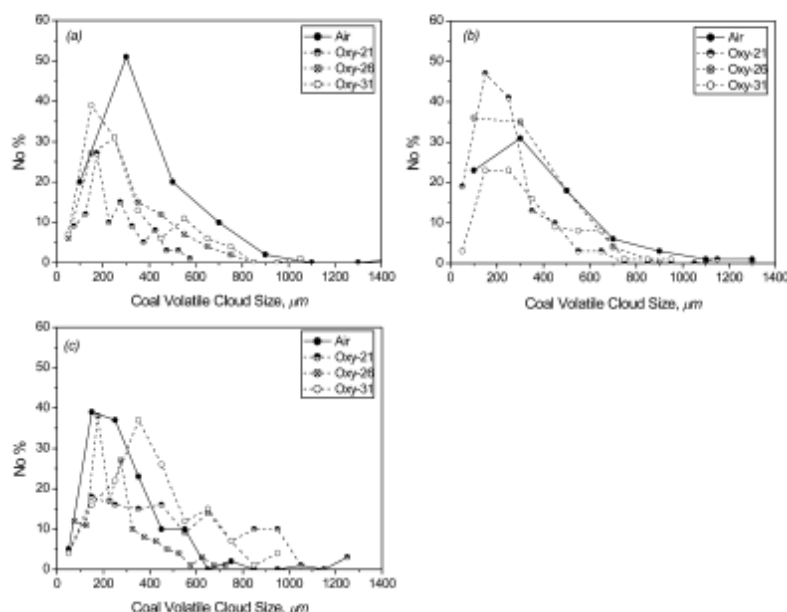 (a)
Air
Oxy-21
Oxy-26
Oxy-31
60
50
40
30
20
10
0
No %
0 200 400 600 800 1000 1200 1400
Coal Volatile Cloud Size, μm
(b)
Air
Oxy-21
Oxy-26
Oxy-31
60
50
40
30
20
10
0
No %
0 200 400 600 800 1000 1200 1400
Coal Volatile Cloud Size, μm
(c)
Air
Oxy-21
Oxy-26
Oxy-31
60
50
40
30
20
10
0
No %
0 200 400 600 800 1000 1200 1400
Coal Volatile Cloud Size, μm